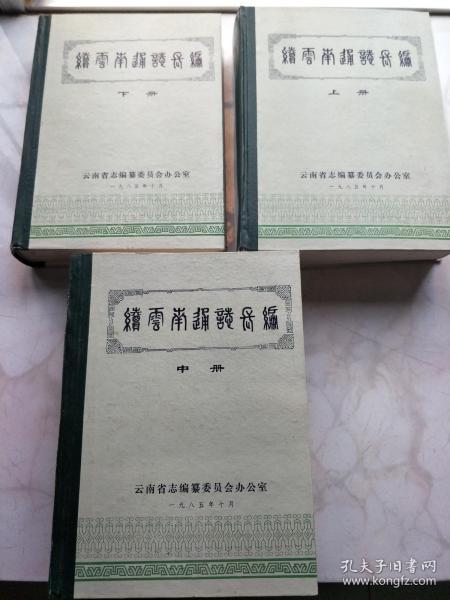 續雲南通誌長編
下册
云南省志编纂委员会办公室
一九八五年十月
續雲南通誌長編
上册
云南省志编纂委员会办公室
一九八五年十月
續雲南通誌長編
中册
云南省志编纂委员会办公室
一九八五年十月
孔夫子旧书网
kongfz.com